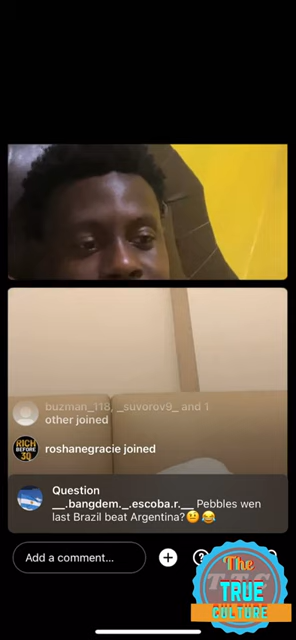 buzman_118, _suvorov9_ and 1
other joined
RICH
BEFORE
30
roshanegracie joined
Question
__.bangdem._.escoba.r.__ Pebbles wen
last Brazil beat Argentina?😐😂
Add a comment...
The
TRUE
CULTURE